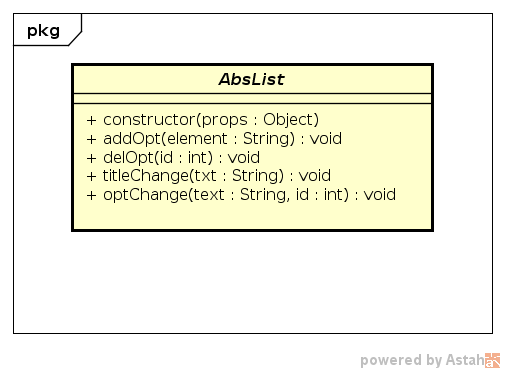 pkg
AbsList
+ constructor(props : Object)
+ addOpt(element : String) : void
+ delOpt(id : int) : void
+ titleChange(txt : String) : void
+ optChange(text : String, id : int) : void
powered by Astah